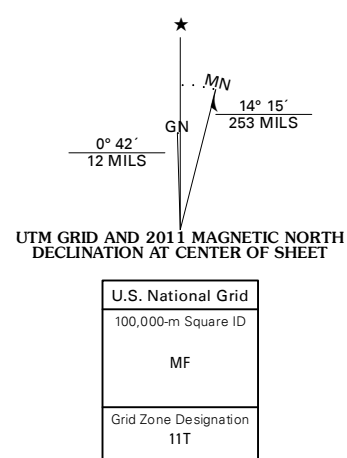 ★
MN
GN
14° 15´
253 MILS
0° 42´
12 MILS
UTM GRID AND 2011 MAGNETIC NORTH
DECLINATION AT CENTER OF SHEET
U.S. National Grid
100,000-m Square ID
MF
Grid Zone Designation
11T